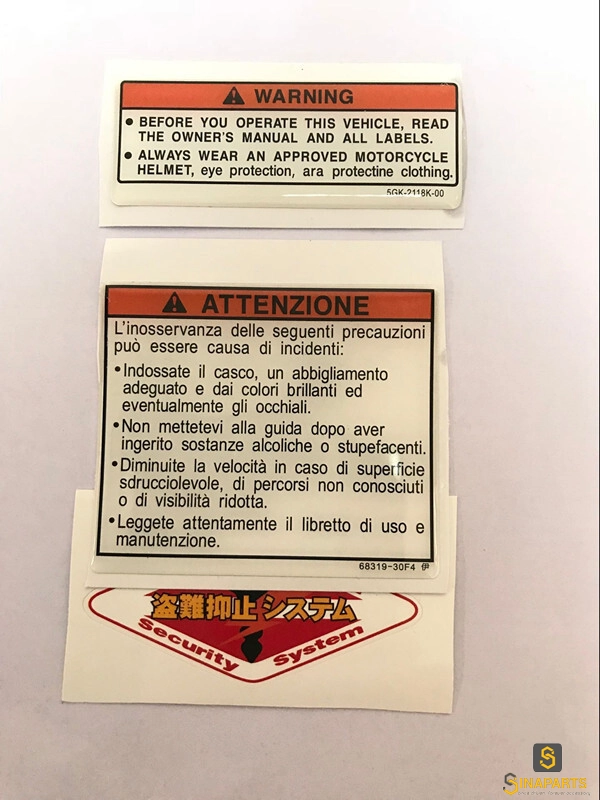 WARNING
• BEFORE YOU OPERATE THIS VEHICLE, READ
THE OWNER'S MANUAL AND ALL LABELS.
• ALWAYS WEAR AN APPROVED MOTORCYCLE
HELMET, eye protection, ara protectine clothing.
5GK-2118K-00
ATTENZIONE
L'inosservanza delle seguenti precauzioni
può essere causa di incidenti:
• Indossate il casco, un abbigliamento
adeguato e dai colori brillanti ed
eventualmente gli occhiali.
• Non mettetevi alla guida dopo aver
ingerito sostanze alcoliche o stupefacenti.
• Diminuite la velocità in caso di superficie
sdrucciolevole, di percorsi non conosciuti
o di visibilità ridotta.
• Leggete attentamente il libretto di uso e
manutenzione.
68319-30F4 伊
盗難抑止システム
Security System
SINAPARTS